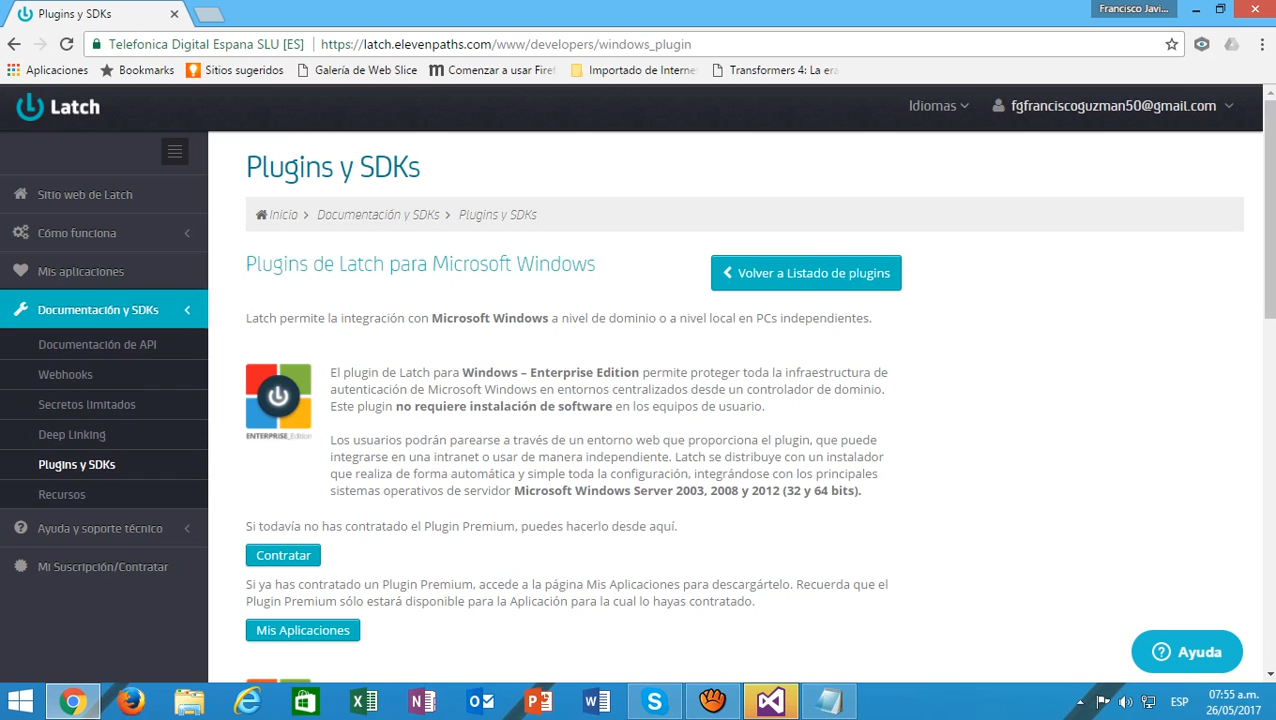 Plugins y SDKs
Francisco Javi...
Telefonica Digital Espana SLU [ES]
https://latch.elevenpaths.com/www/developers/windows_plugin
Aplicaciones
Bookmarks
Sitios sugeridos
Galería de Web Slice
Comenzar a usar Firef
Importado de Interne
Transformers 4: La era
Latch
Idiomas
fgfranciscoguzman50@gmail.com
Sitio web de Latch
Cómo funciona
Mis aplicaciones
Documentación y SDKs
Documentación de API
Webhooks
Secretos limitados
Deep Linking
Plugins y SDKs
Recursos
Ayuda y soporte técnico
Mi Suscripción/Contratar
Plugins y SDKs
Inicio > Documentación y SDKs > Plugins y SDKs
Plugins de Latch para Microsoft Windows
Volver a Listado de plugins
Latch permite la integración con Microsoft Windows a nivel de dominio o a nivel local en PCs independientes.
ENTERPRISE Edition
El plugin de Latch para Windows – Enterprise Edition permite proteger toda la infraestructura de
autenticación de Microsoft Windows en entornos centralizados desde un controlador de dominio.
Este plugin no requiere instalación de software en los equipos de usuario.
Los usuarios podrán parearse a través de un entorno web que proporciona el plugin, que puede
integrarse en una intranet o usar de manera independiente. Latch se distribuye con un instalador
que realiza de forma automática y simple toda la configuración, integrándose con los principales
sistemas operativos de servidor Microsoft Windows Server 2003, 2008 y 2012 (32 y 64 bits).
Si todavía no has contratado el Plugin Premium, puedes hacerlo desde aquí.
Contratar
Si ya has contratado un Plugin Premium, accede a la página Mis Aplicaciones para descargártelo. Recuerda que el
Plugin Premium sólo estará disponible para la Aplicación para la cual lo hayas contratado.
Mis Aplicaciones
Ayuda
ESP
07:55 a.m.
26/05/2017